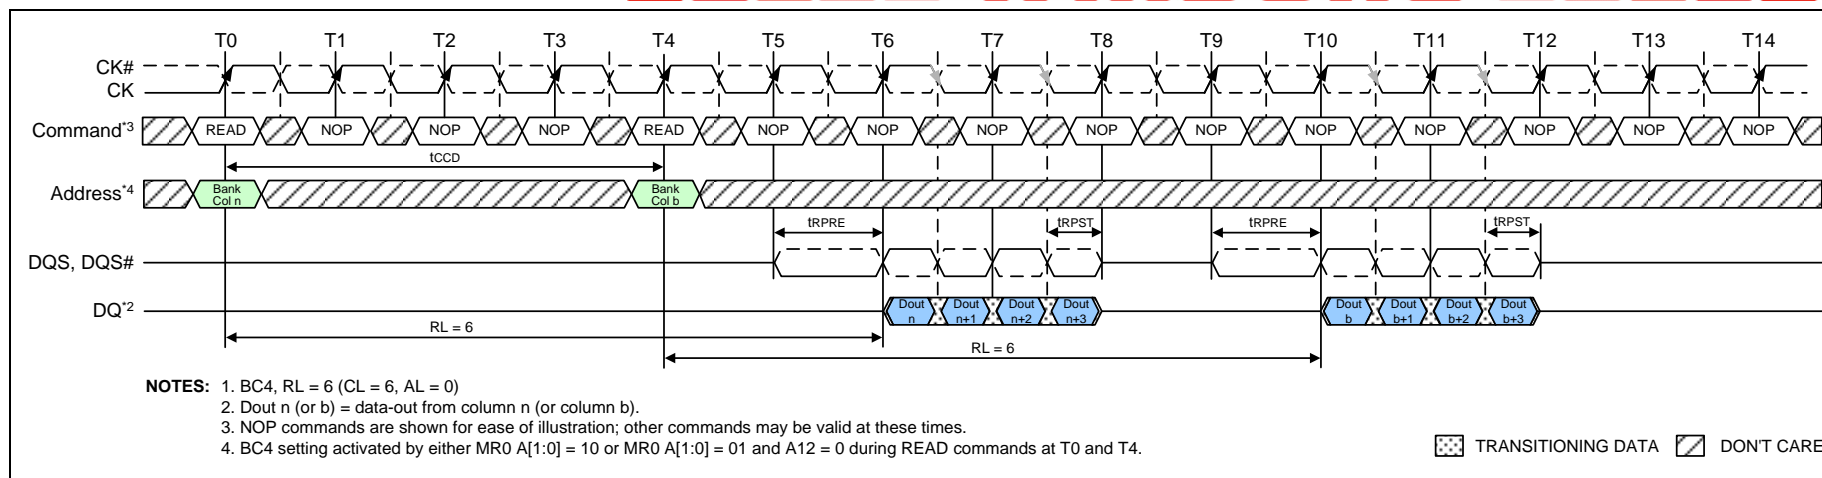 T0 T1 T2 T3 T4 T5 T6 T7 T8 T9 T10 T11 T12 T13 T14
CK#
CK
Command*3 READ NOP NOP NOP READ NOP NOP NOP NOP NOP NOP NOP NOP NOP NOP
tCCD
Address*4 Bank Col n Bank Col b
tRPRE tRPST tRPRE tRPST
DQS, DQS#
DQ*2 Dout n Dout n+1 Dout n+2 Dout n+3 Dout b Dout b+1 Dout b+2 Dout b+3
RL = 6
RL = 6
NOTES: 1. BC4, RL = 6 (CL = 6, AL = 0)
2. Dout n (or b) = data-out from column n (or column b).
3. NOP commands are shown for ease of illustration; other commands may be valid at these times.
4. BC4 setting activated by either MR0 A[1:0] = 10 or MR0 A[1:0] = 01 and A12 = 0 during READ commands at T0 and T4.
TRANSITIONING DATA DON'T CARE